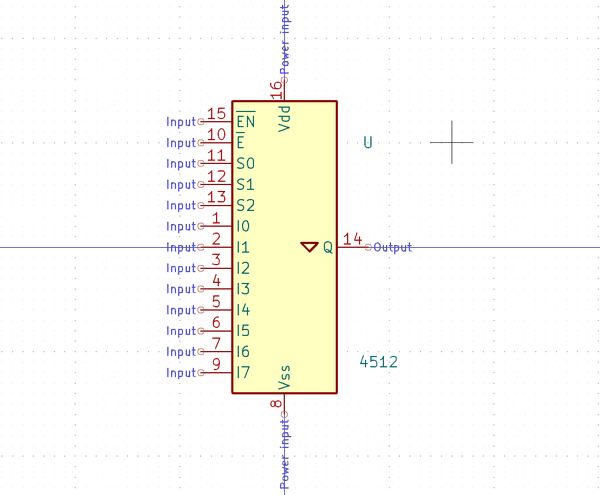 Power input
16
Vdd
Input 15 EN
Input 10 E
U
Input 11 S0
Input 12 S1
Input 13 S2
Input 1 I0
Input 2 I1
Q 14 Output
Input 3 I2
Input 4 I3
Input 5 I4
Input 6 I5
Input 7 I6
4512
Input 9 I7
Vss
8
Power input